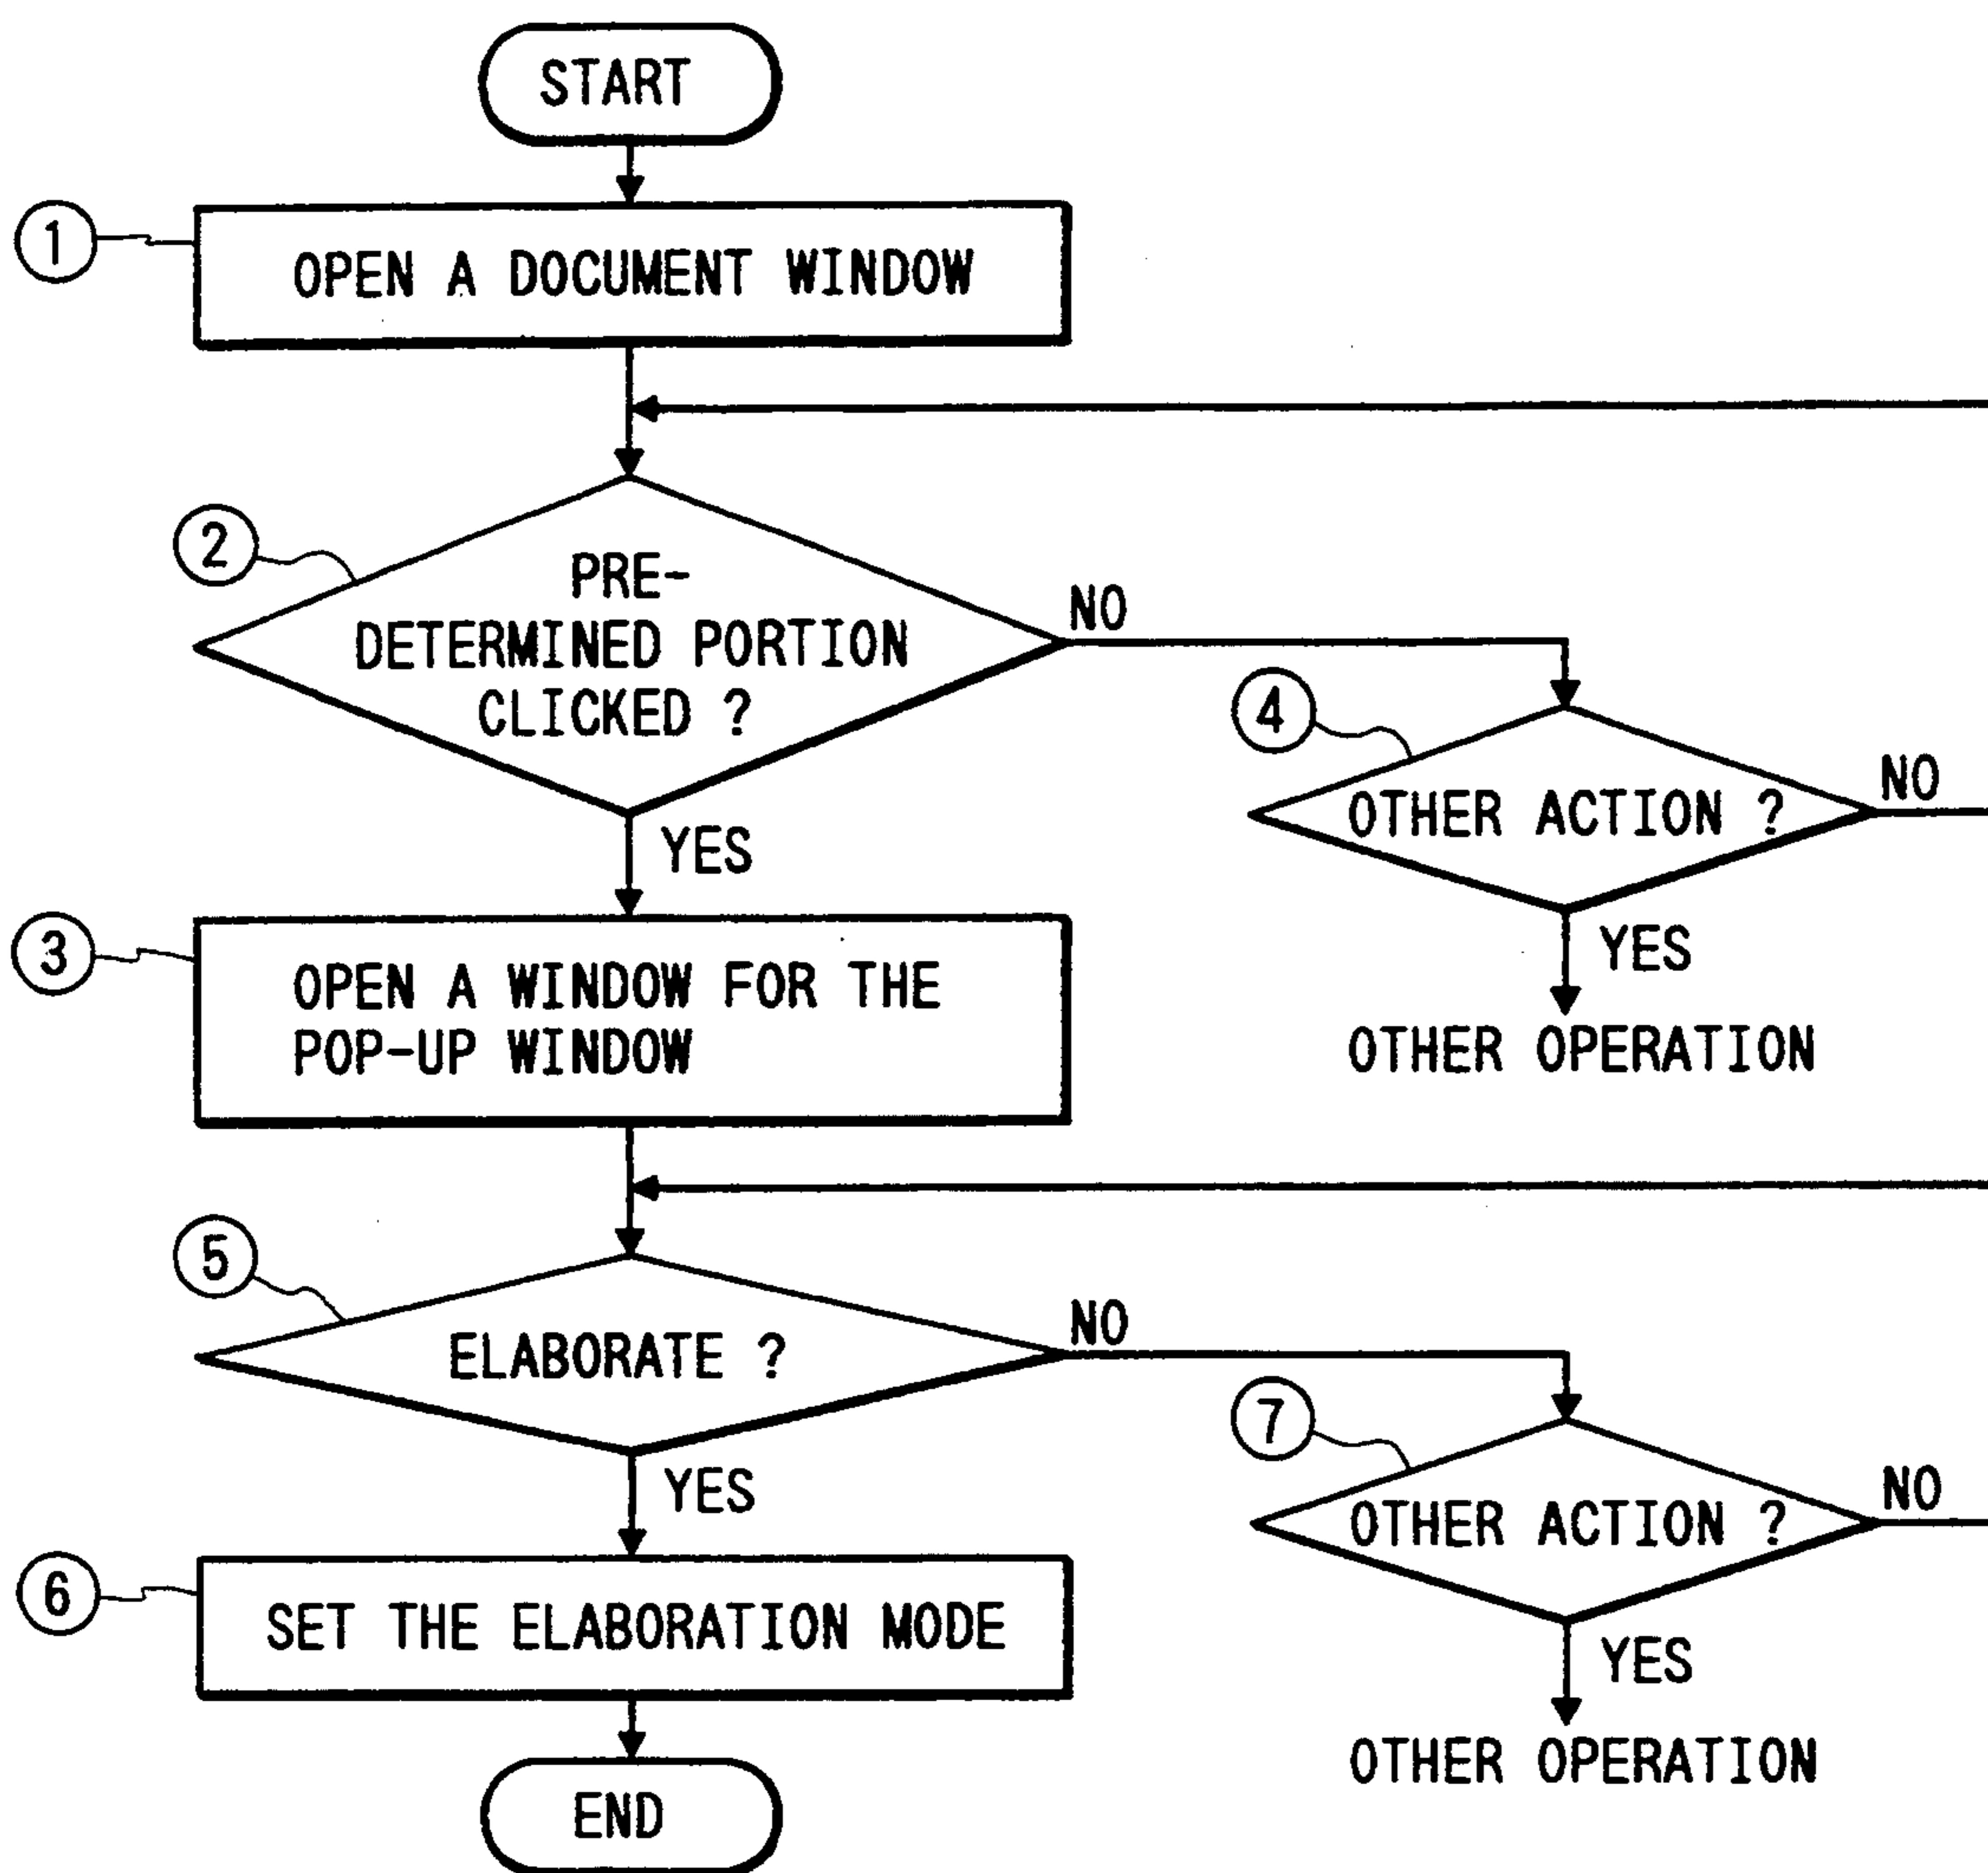 START
1
OPEN A DOCUMENT WINDOW
2
PRE-
DETERMINED PORTION
CLICKED ?
NO
YES
4
OTHER ACTION ?
NO
YES
OTHER OPERATION
3
OPEN A WINDOW FOR THE
POP-UP WINDOW
5
ELABORATE ?
NO
YES
7
OTHER ACTION ?
NO
YES
OTHER OPERATION
6
SET THE ELABORATION MODE
END